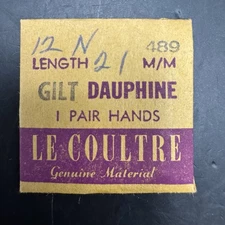 12 N 489
LENGTH 21 M/M
GILT DAUPHINE
1 PAIR HANDS
LE COULTRE
Genuine Material